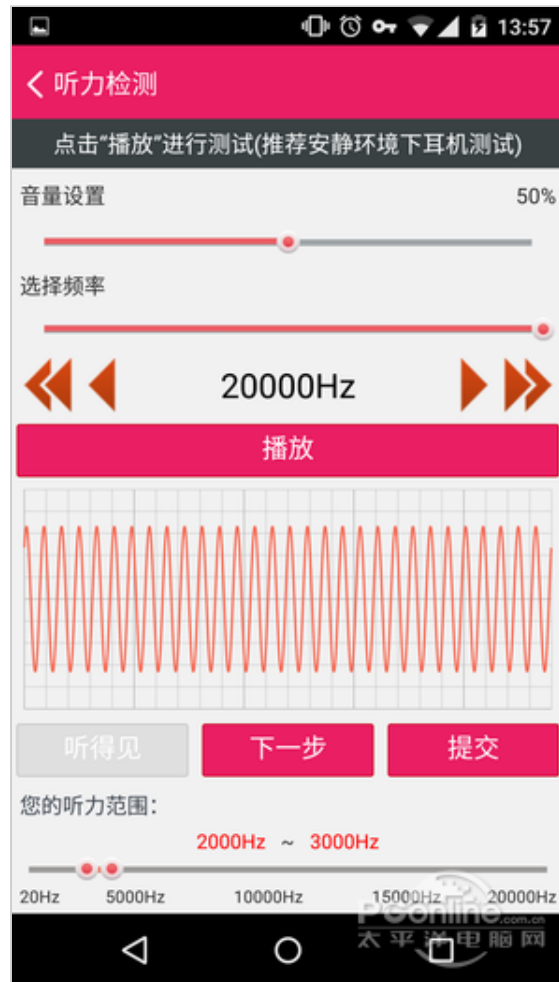 13:57
听力检测
点击“播放”进行测试(推荐安静环境下耳机测试)
音量设置 50%
选择频率
20000Hz
播放
听得见 下一步 提交
您的听力范围:
2000Hz ~ 3000Hz
20Hz 5000Hz 10000Hz 15000Hz 20000Hz
PConline.com.cn
太平洋电脑网